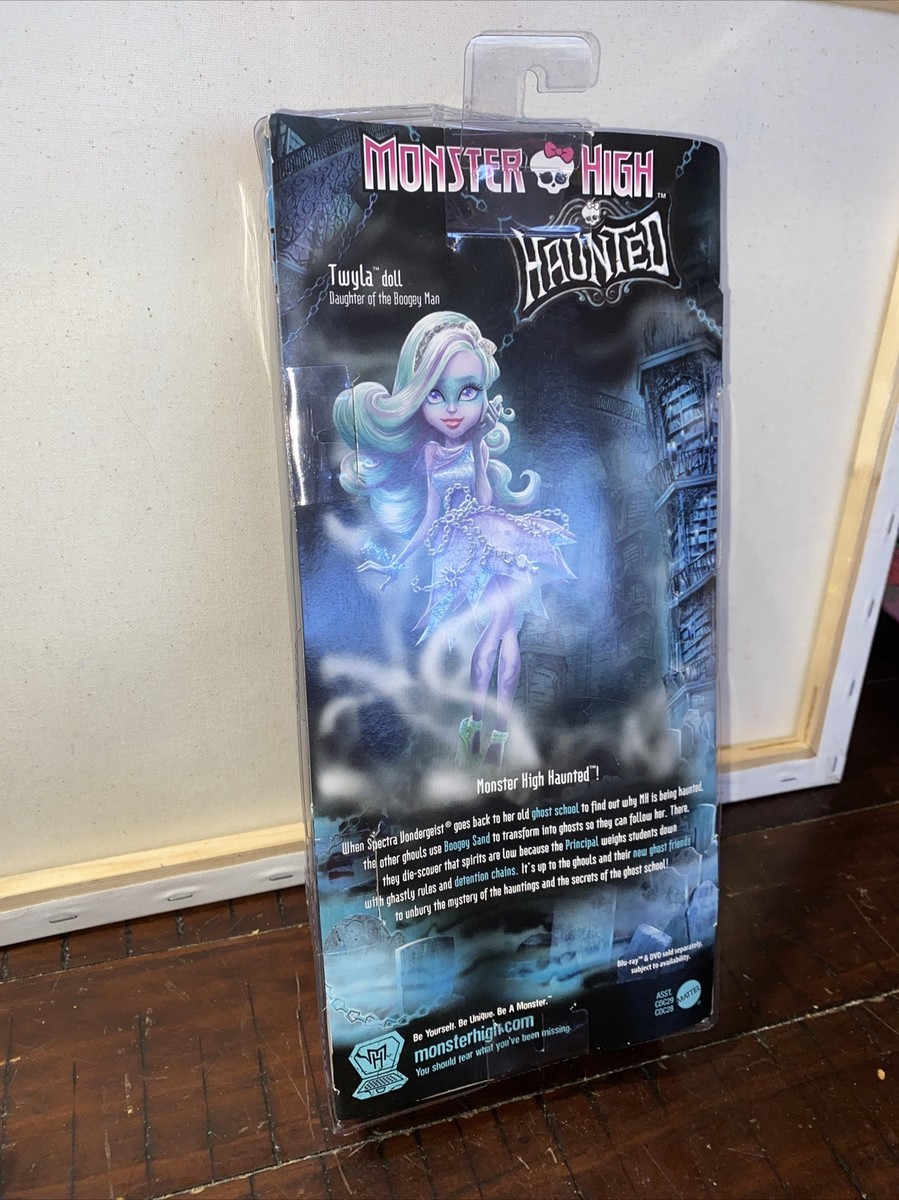 MONSTER HIGH™
HAUNTED
Twyla™ doll
Daughter of the Boogey Man
Monster High Haunted™!
When Spectra Vondergeist® goes back to her old ghost school to find out why MH is being haunted,
the other ghouls use Boogey Sand to transform into ghosts so they can follow her. There,
they die-scover that spirits are low because the Principal weighs students down
with ghastly rules and detention chains. It's up to the ghouls and their new ghost friends
to unbury the mystery of the hauntings and the secrets of the ghost school!
Blu-ray™ & DVD sold separately,
subject to availability.
ASST.
CDC29
CDC28
MATTEL
Be Yourself. Be Unique. Be A Monster.™
monsterhigh.com
You should fear what you've been missing.
MH